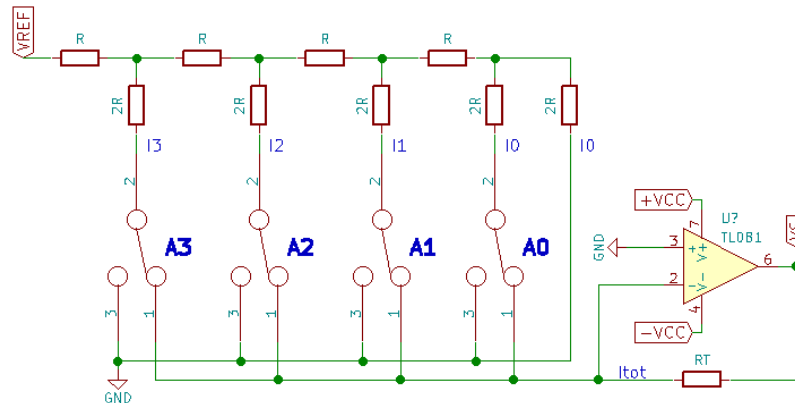 VREF
R
R
R
R
2R
2R
2R
2R
2R
I3
I2
I1
I0
I0
2
2
2
2
A3
A2
A1
A0
3
1
3
1
3
1
3
1
GND
+VCC
7
U?
TL081
GND
3
+
V+
2
-
V-
6
4
-VCC
Itot
RT